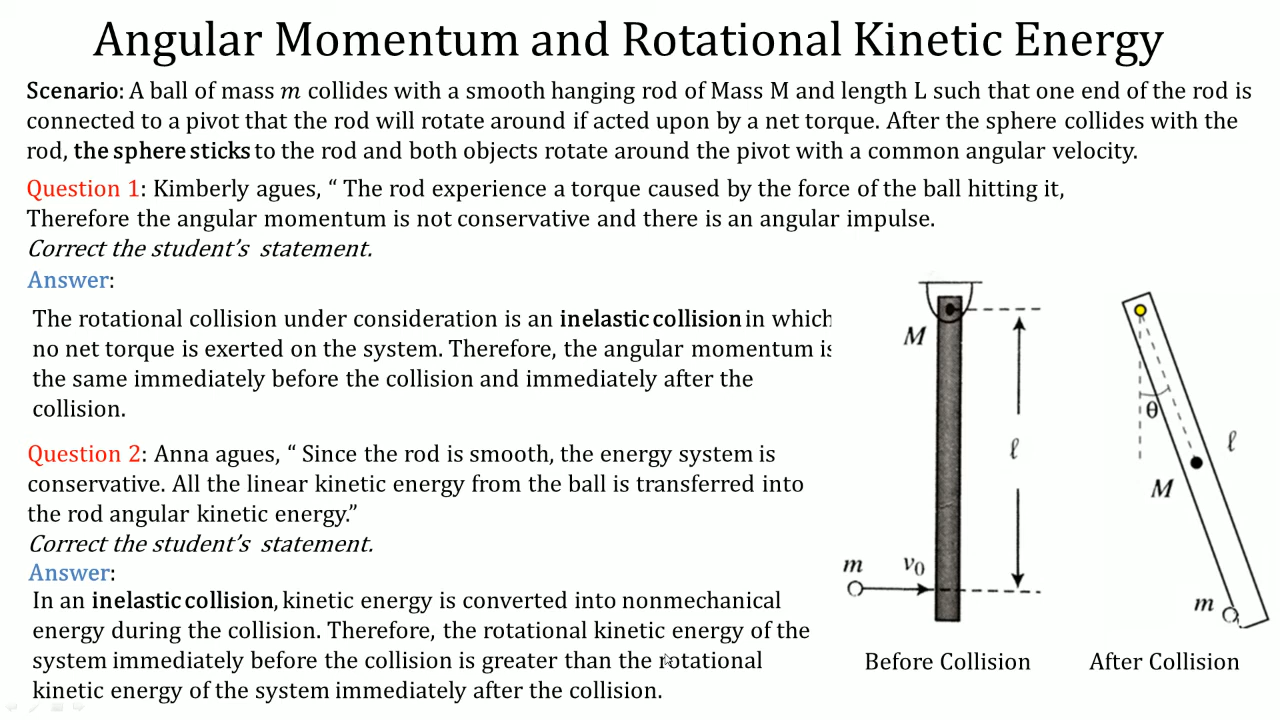 Angular Momentum and Rotational Kinetic Energy
Scenario: A ball of mass m collides with a smooth hanging rod of Mass M and length L such that one end of the rod is
connected to a pivot that the rod will rotate around if acted upon by a net torque. After the sphere collides with the
rod, the sphere sticks to the rod and both objects rotate around the pivot with a common angular velocity.
Question 1: Kimberly agues, “ The rod experience a torque caused by the force of the ball hitting it,
Therefore the angular momentum is not conservative and there is an angular impulse.
Correct the student’s statement.
Answer:
The rotational collision under consideration is an inelastic collision in which
no net torque is exerted on the system. Therefore, the angular momentum is
the same immediately before the collision and immediately after the
collision.
Question 2: Anna agues, “ Since the rod is smooth, the energy system is
conservative. All the linear kinetic energy from the ball is transferred into
the rod angular kinetic energy.”
Correct the student’s statement.
Answer:
In an inelastic collision, kinetic energy is converted into nonmechanical
energy during the collision. Therefore, the rotational kinetic energy of the
system immediately before the collision is greater than the rotational
kinetic energy of the system immediately after the collision.
M
ℓ
m v₀
Before Collision
θ
ℓ
M
m
After Collision